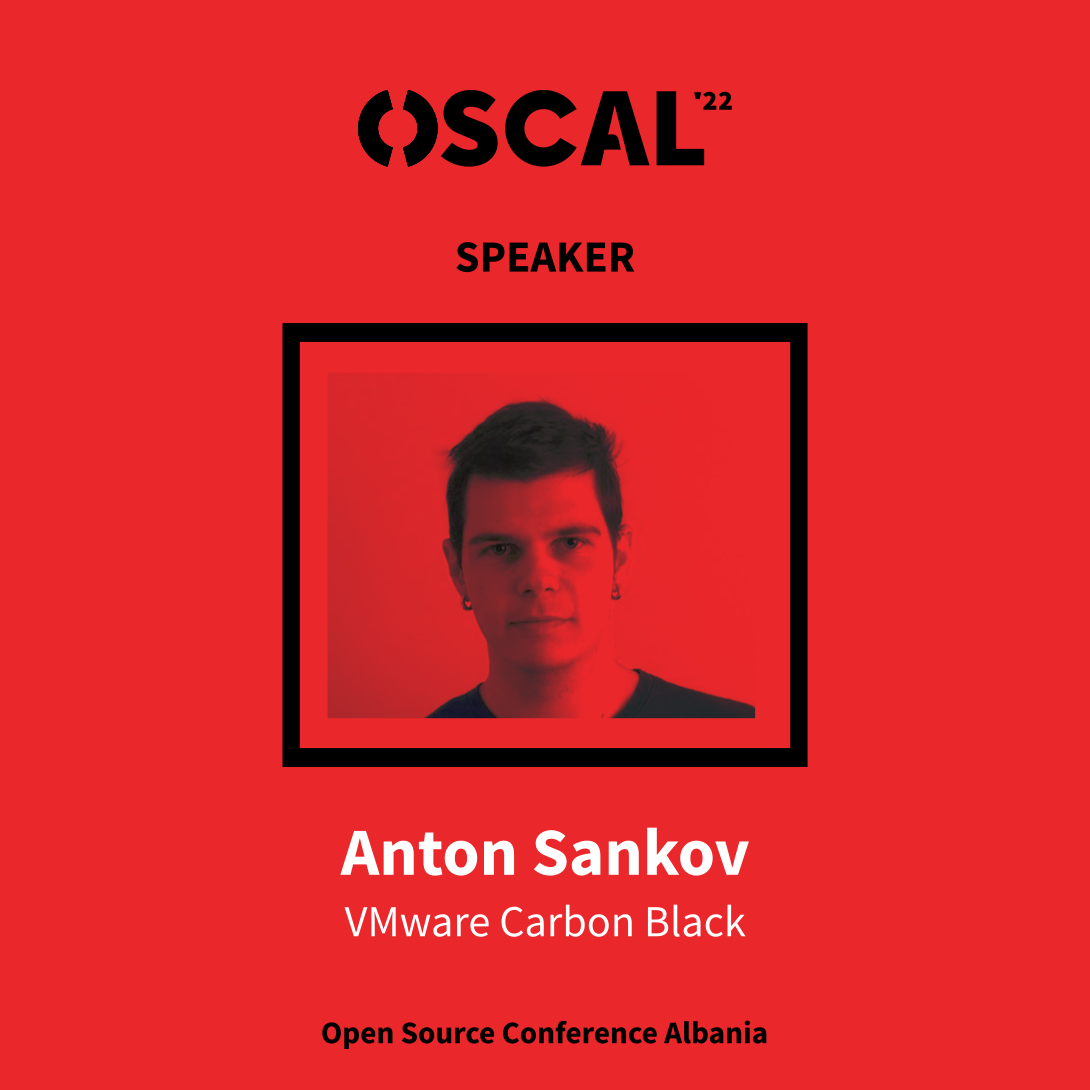 OSCAL '22
SPEAKER
Anton Sankov
VMware Carbon Black
Open Source Conference Albania